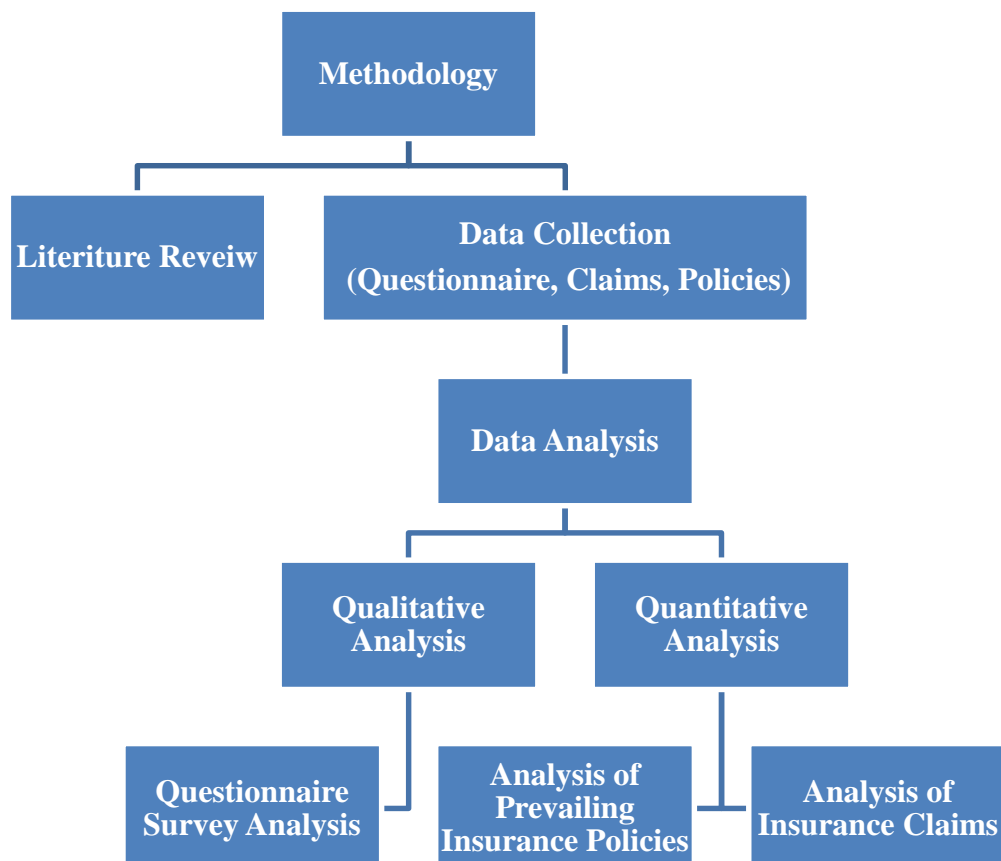 Methodology
Literiture Reveiw
Data Collection
(Questionnaire, Claims, Policies)
Data Analysis
Qualitative
Analysis
Quantitative
Analysis
Questionnaire
Survey Analysis
Analysis of
Prevailing
Insurance Policies
Analysis of
Insurance Claims